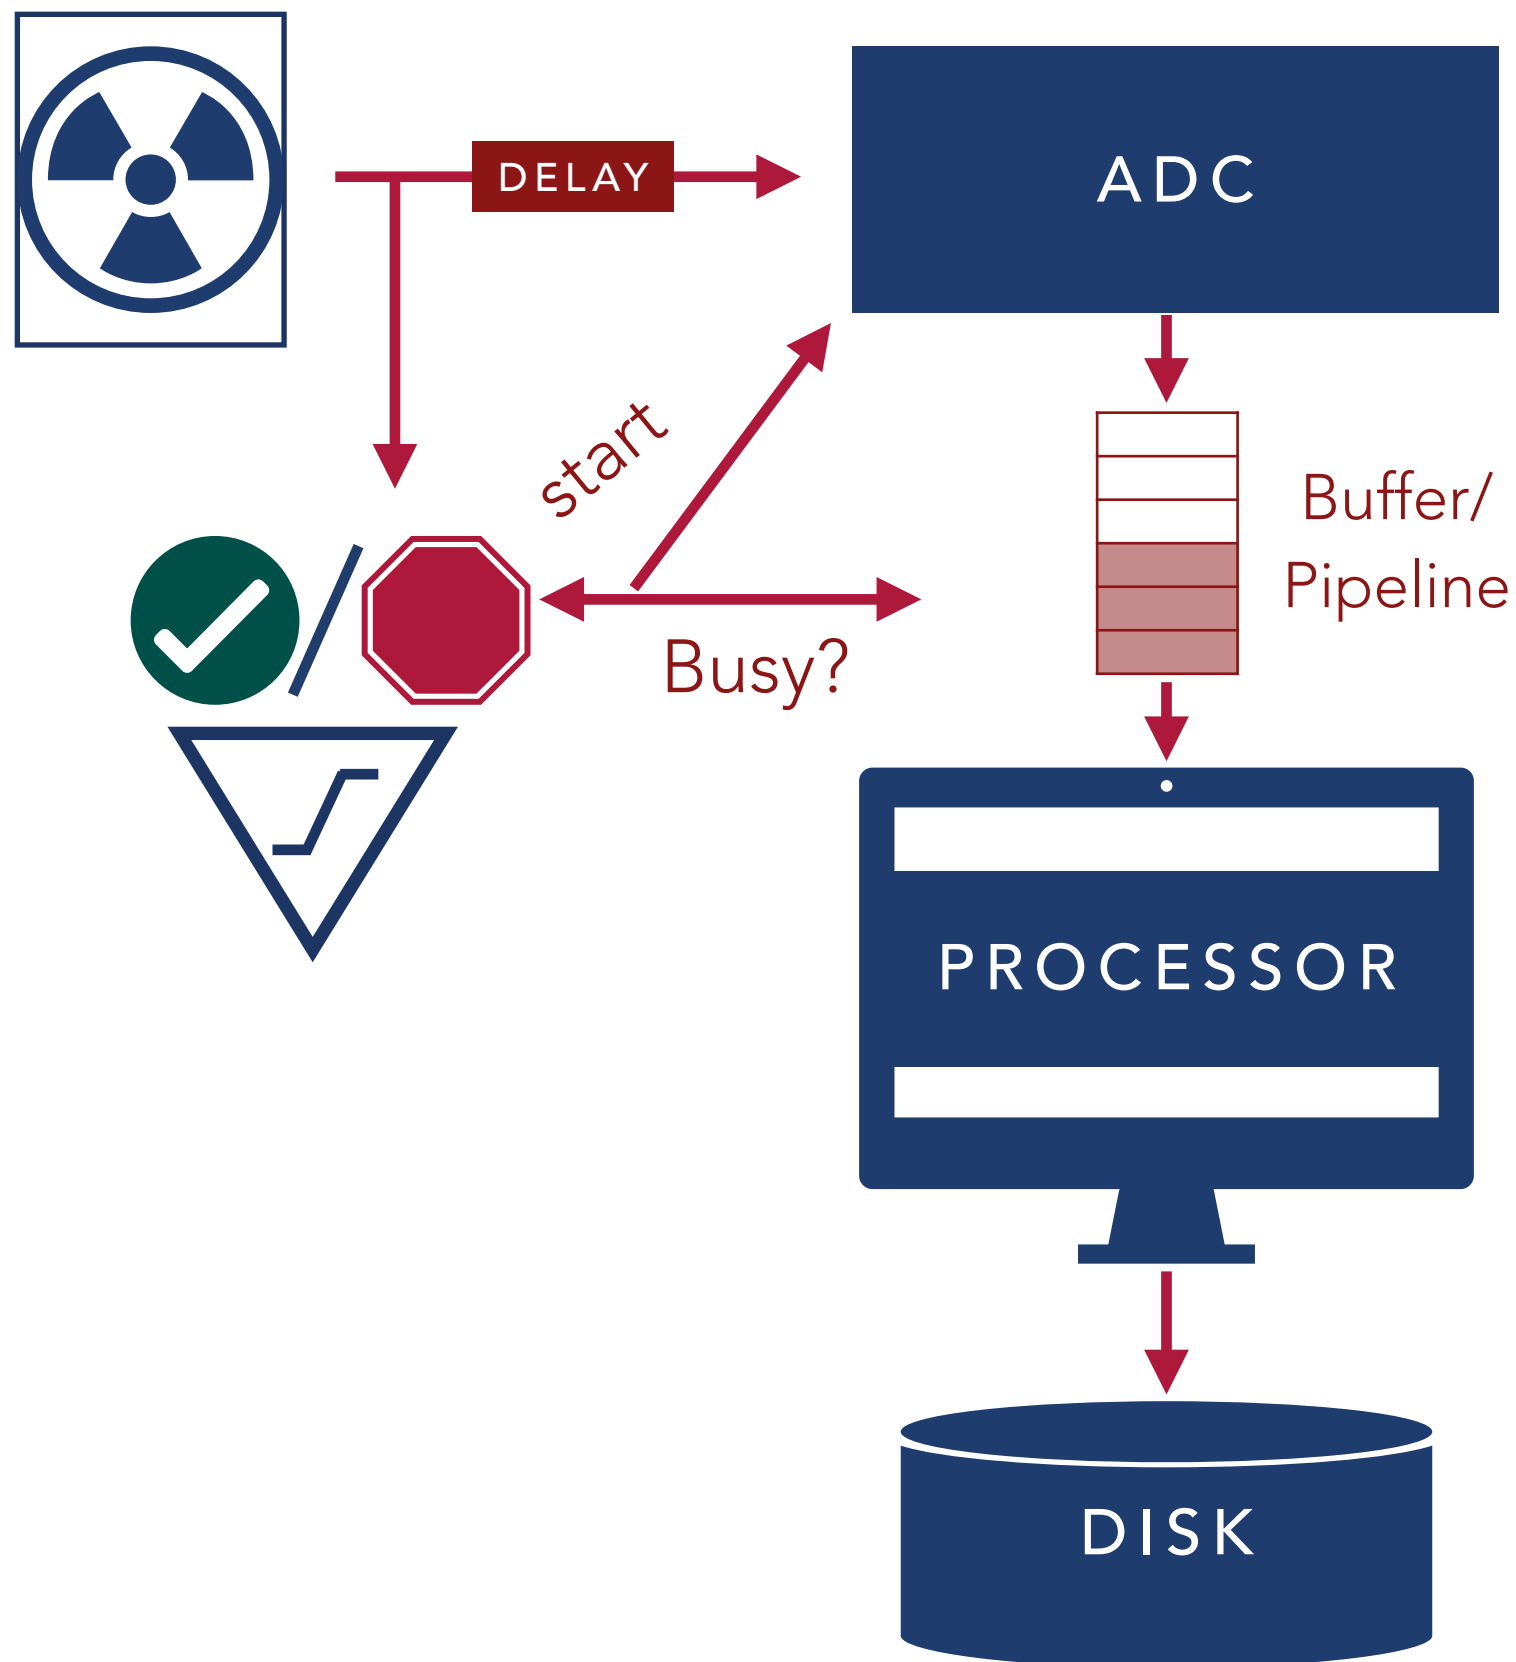 DELAY
ADC
start
Buffer/
Pipeline
Busy?
PROCESSOR
DISK